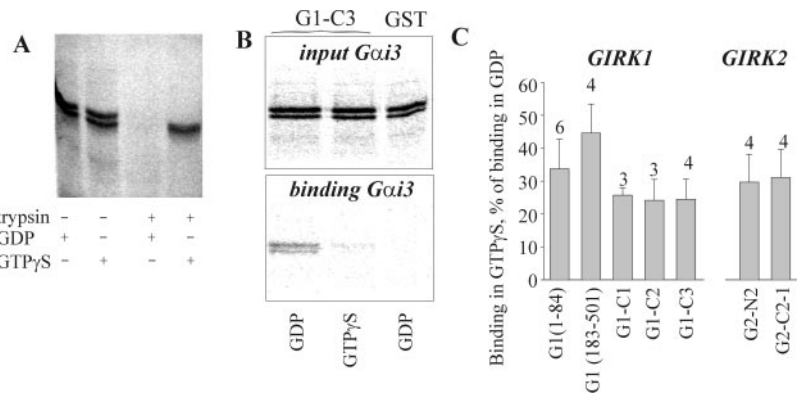 A
trypsin - - + +
GDP + - + -
GTPγS - + - +
B
G1-C3 GST
input Gαi3
binding Gαi3
GDP GTPγS GDP
C
GIRK1 GIRK2
Binding in GTPγS, % of binding in GDP
60
50
40
30
20
10
0
6 4 3 3 4 4 4
G1(1-84) G1 (183-501) G1-C1 G1-C2 G1-C3 G2-N2 G2-C2-1